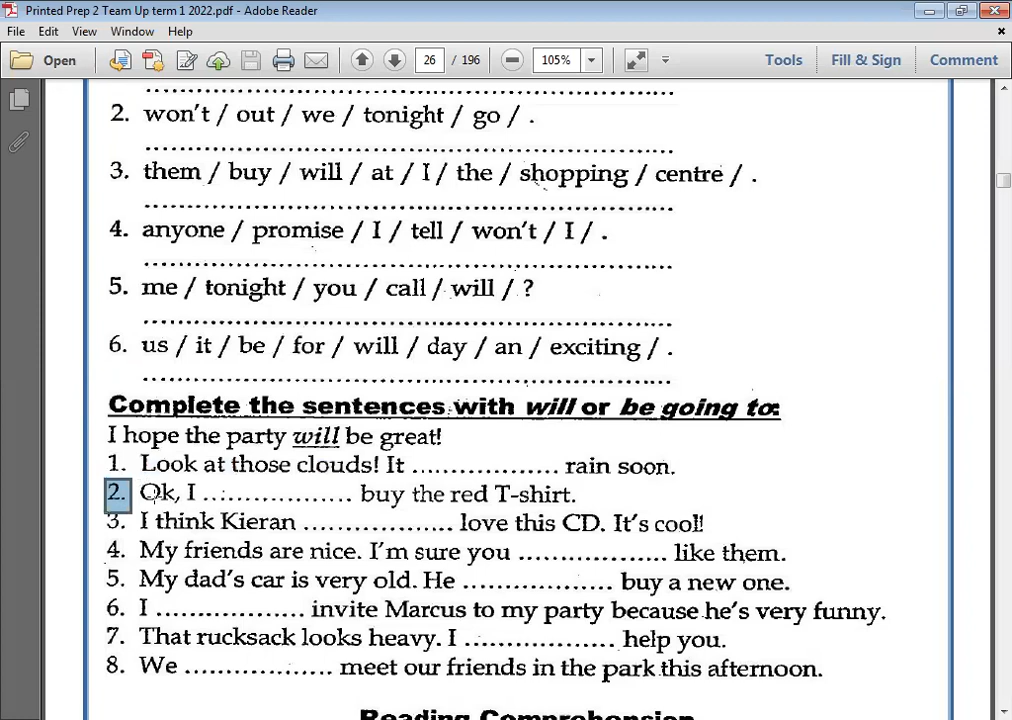 Printed Prep 2 Team Up term 1 2022.pdf - Adobe Reader
File Edit View Window Help
Open 26 / 196 105% Tools Fill & Sign Comment
2. won't / out / we / tonight / go / .
3. them / buy / will / at / I / the / shopping / centre / .
4. anyone / promise / I / tell / won't / I / .
5. me / tonight / you / call / will / ?
6. us / it / be / for / will / day / an / exciting / .
Complete the sentences with will or be going to:
I hope the party will be great!
1. Look at those clouds! It .................. rain soon.
2. Ok, I .................. buy the red T-shirt.
3. I think Kieran .................. love this CD. It's cool!
4. My friends are nice. I'm sure you .................. like them.
5. My dad's car is very old. He .................. buy a new one.
6. I .................. invite Marcus to my party because he's very funny.
7. That rucksack looks heavy. I .................. help you.
8. We .................. meet our friends in the park this afternoon.
Reading Comprehension